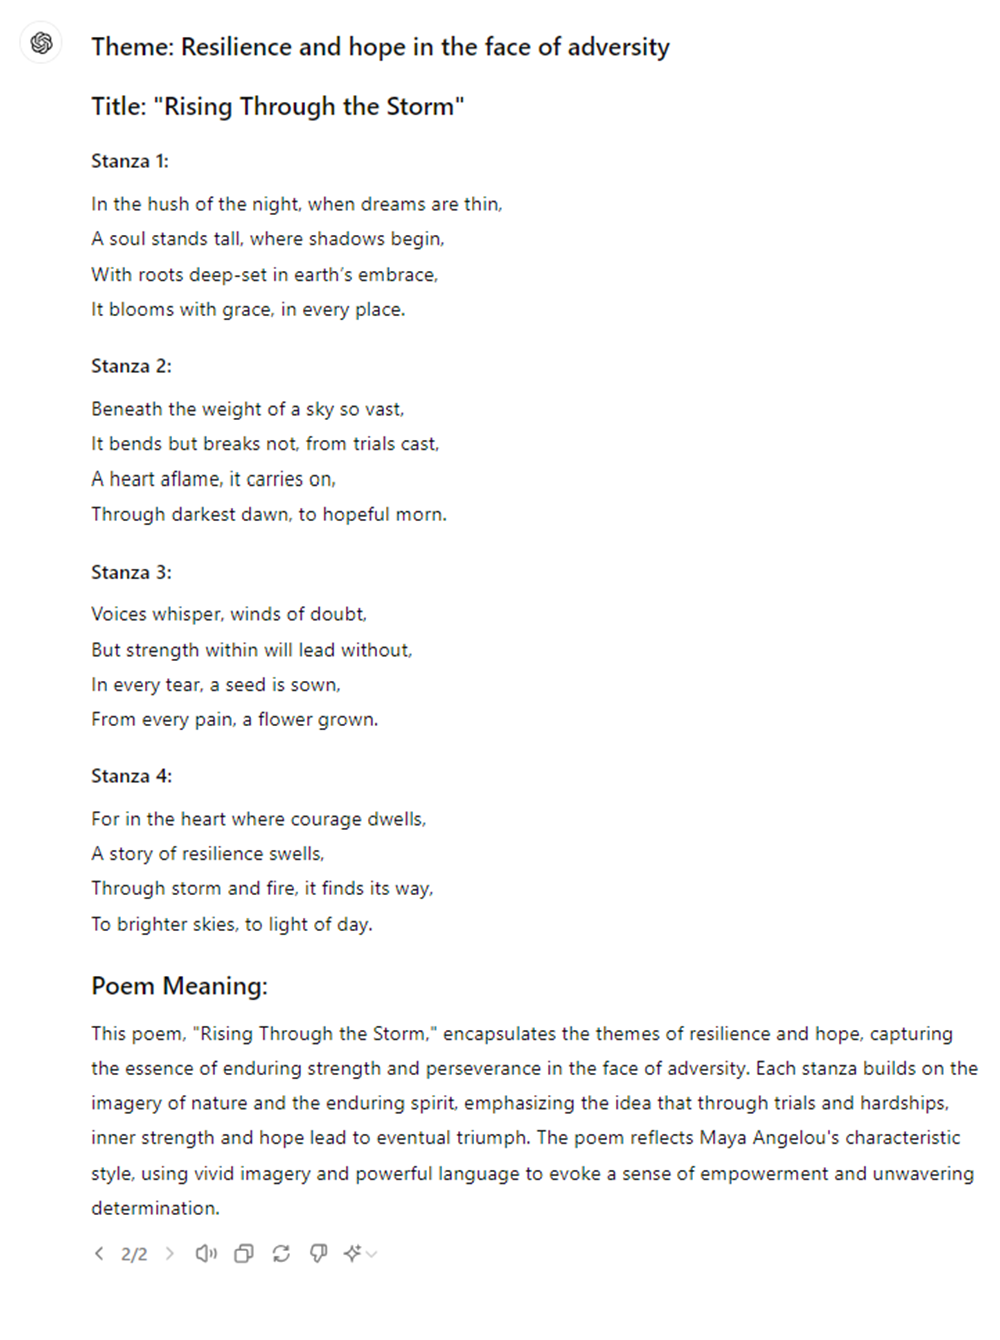 Theme: Resilience and hope in the face of adversity
Title: "Rising Through the Storm"
Stanza 1:
In the hush of the night, when dreams are thin,
A soul stands tall, where shadows begin,
With roots deep-set in earth’s embrace,
It blooms with grace, in every place.
Stanza 2:
Beneath the weight of a sky so vast,
It bends but breaks not, from trials cast,
A heart aflame, it carries on,
Through darkest dawn, to hopeful morn.
Stanza 3:
Voices whisper, winds of doubt,
But strength within will lead without,
In every tear, a seed is sown,
From every pain, a flower grown.
Stanza 4:
For in the heart where courage dwells,
A story of resilience swells,
Through storm and fire, it finds its way,
To brighter skies, to light of day.
Poem Meaning:
This poem, "Rising Through the Storm," encapsulates the themes of resilience and hope, capturing
the essence of enduring strength and perseverance in the face of adversity. Each stanza builds on the
imagery of nature and the enduring spirit, emphasizing the idea that through trials and hardships,
inner strength and hope lead to eventual triumph. The poem reflects Maya Angelou's characteristic
style, using vivid imagery and powerful language to evoke a sense of empowerment and unwavering
determination.
2/2